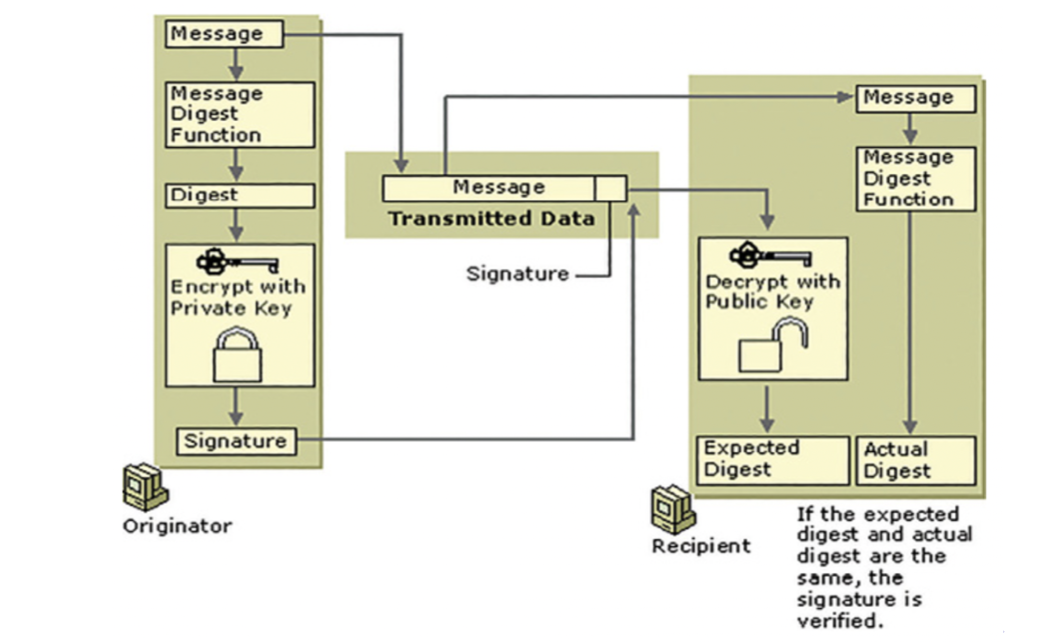 Message
Message
Digest
Function
Digest
Encrypt with
Private Key
Signature
Originator
Message
Transmitted Data
Signature
Message
Message
Digest
Function
Decrypt with
Public Key
Expected
Digest
Actual
Digest
Recipient
If the expected
digest and actual
digest are the
same, the
signature is
verified.